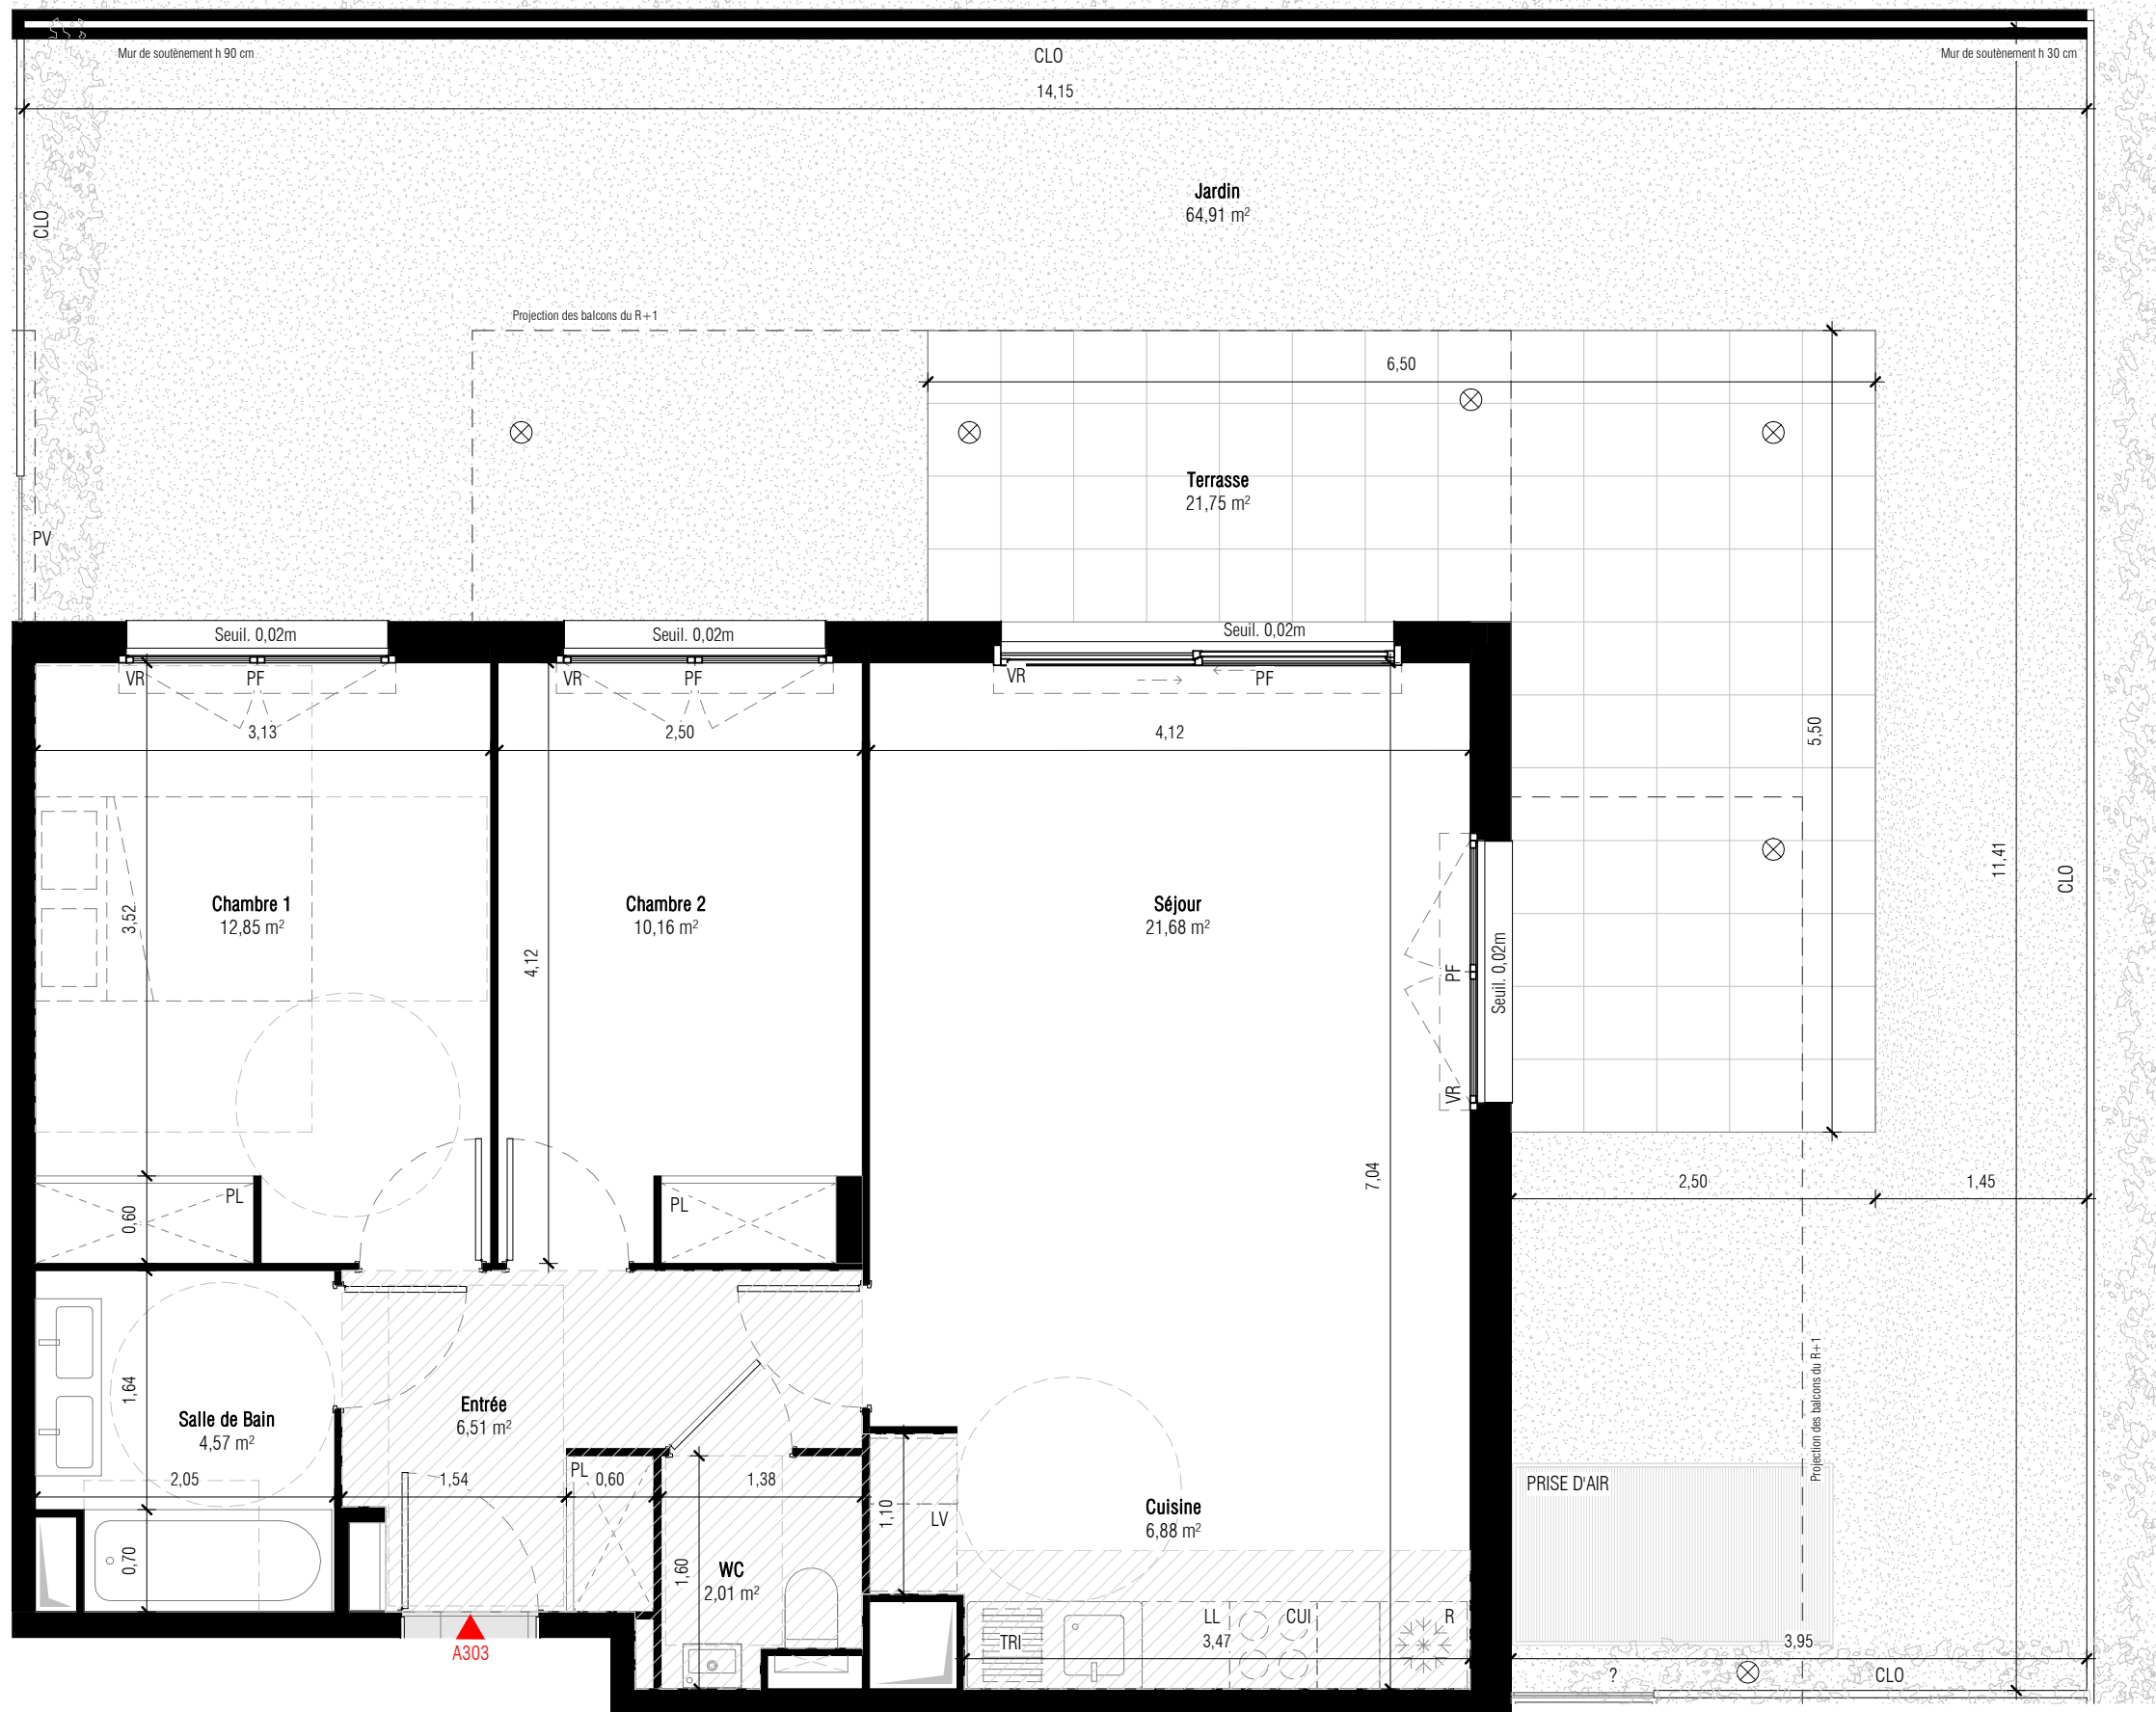 Mur de soutènement h 90 cm
CLO
Mur de soutènement h 30 cm
14,15
Jardin
64,91 m²
CLO
Projection des balcons du R+1
6,50
Terrasse
21,75 m²
PV
Seuil. 0,02m
Seuil. 0,02m
Seuil. 0,02m
VR
PF
VR
PF
VR
PF
3,13
2,50
4,12
5,50
11,41
CLO
Chambre 1
12,85 m²
3,52
Chambre 2
10,16 m²
4,12
Séjour
21,68 m²
PF
Seuil. 0,02m
VR
7,04
2,50
1,45
PL
0,60
PL
1,64
Salle de Bain
4,57 m²
Entrée
6,51 m²
Projection des balcons du R+1
2,05
1,54
PL
0,60
1,38
1,10
LV
Cuisine
6,88 m²
PRISE D'AIR
0,70
1,60
WC
2,01 m²
TRI
LL
CUI
R
3,47
3,95
A303
?
CLO